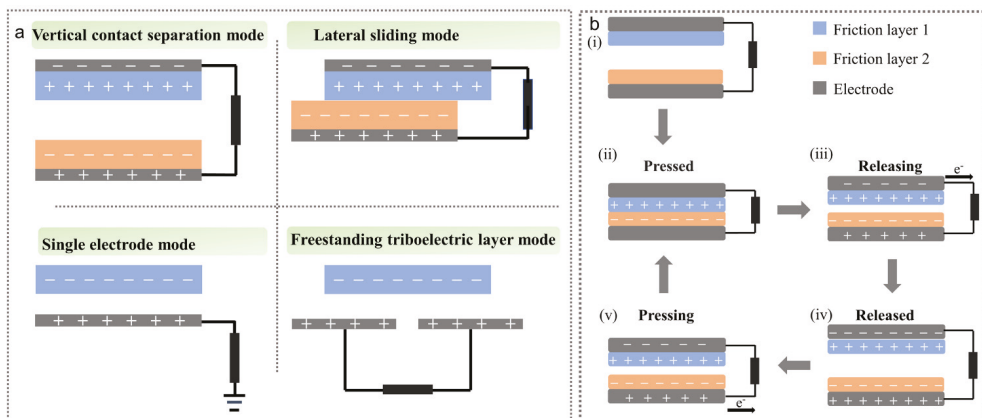 a
Vertical contact separation mode
− − − − − − −
+ + + + + + +
− − − − − − −
+ + + + + +
Lateral sliding mode
− − − − − − −
+ + + + + + +
− − − − − − −
+ + + + + +
Single electrode mode
− − − − − − −
+ + + + + +
Freestanding triboelectric layer mode
− − − − − − −
+ + + + + + + +
b
(i)
Friction layer 1
Friction layer 2
Electrode
(ii)
Pressed
+ + + + + + + +
− − − − − − − −
(iii)
Releasing
e-
− − − − −
+ + + + + + + +
− − − − − − − −
+ + + + +
(v)
Pressing
− − − − −
+ + + + + + + +
− − − − − − − −
+ + + + +
e-
(iv)
Released
− − − − − − − −
+ + + + + + + +
− − − − − − − −
+ + + + + + + +